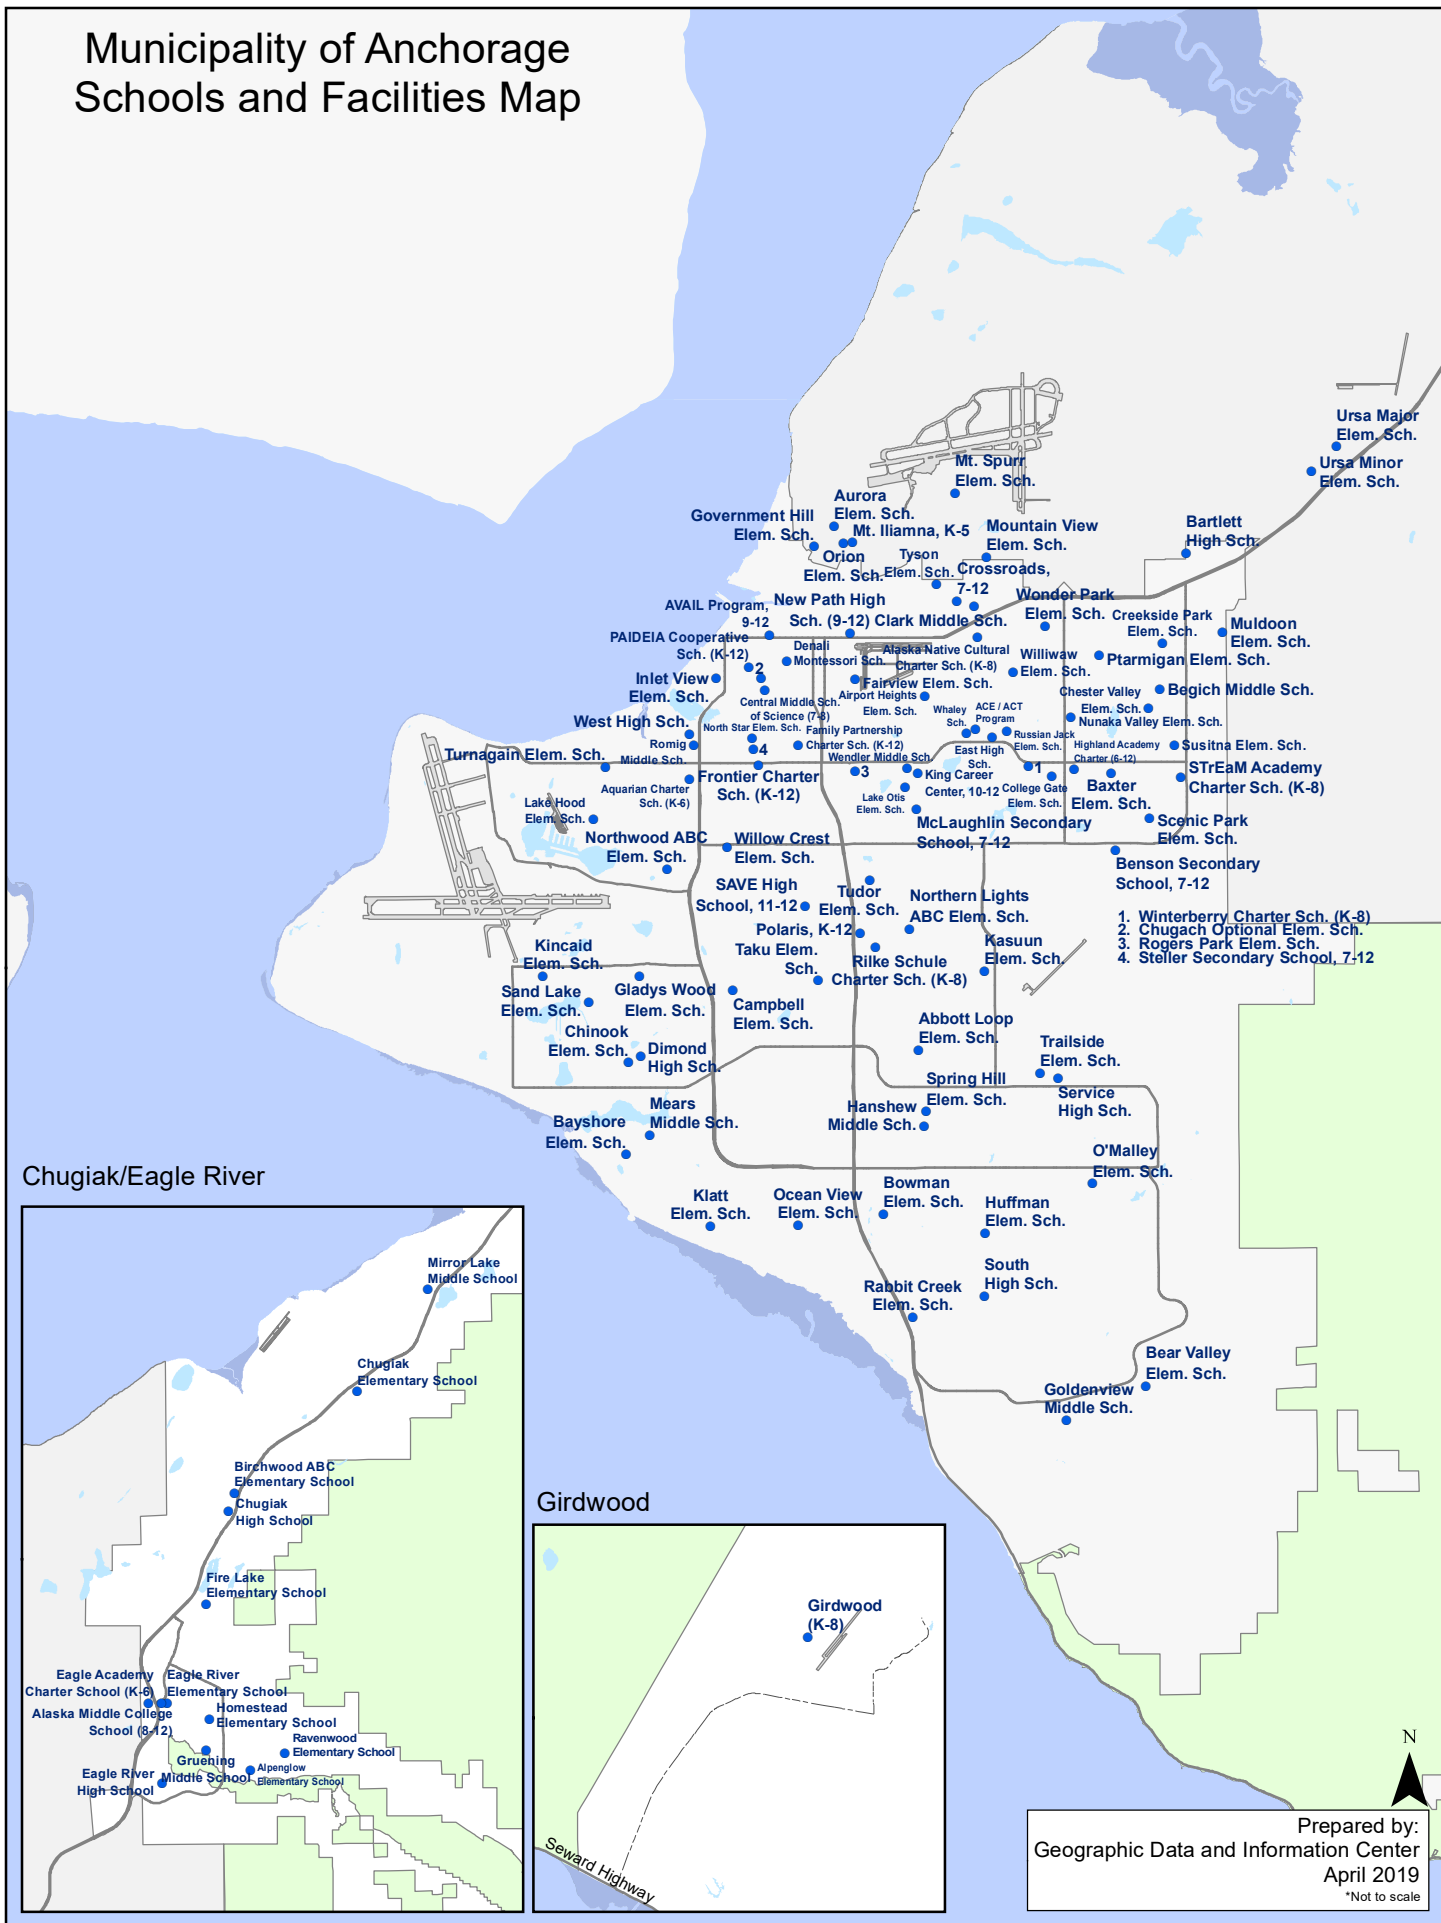 Municipality of Anchorage
Schools and Facilities Map
Ursa Major
Elem. Sch.
Ursa Minor
Elem. Sch.
Mt. Spurr
Elem. Sch.
Aurora
Elem. Sch.
Government Hill
Elem. Sch.
Mt. Iliamna, K-5
Orion
Elem. Sch.
Mountain View
Elem. Sch.
Bartlett
High Sch.
Tyson
Elem. Sch.
Crossroads,
7-12
AVAIL Program,
9-12
New Path High
Sch. (9-12)
Clark Middle Sch.
Wonder Park
Elem. Sch.
Creekside Park
Elem. Sch.
Muldoon
Elem. Sch.
PAIDEIA Cooperative
Sch. (K-12)
Denali
Montessori Sch.
Alaska Native Cultural
Charter Sch. (K-8)
Williwaw
Elem. Sch.
Ptarmigan Elem. Sch.
2
Inlet View
Elem. Sch.
Fairview Elem. Sch.
Airport Heights
Elem. Sch.
Chester Valley
Elem. Sch.
Begich Middle Sch.
Central Middle Sch.
of Science (7-8)
Whaley
Sch.
ACE / ACT
Program
Nunaka Valley Elem. Sch.
West High Sch.
North Star Elem. Sch.
Family Partnership
Charter Sch. (K-12)
Russian Jack
Elem. Sch.
Romig
Middle Sch.
4
East High
Sch.
Highland Academy
Charter (6-12)
Susitna Elem. Sch.
Turnagain Elem. Sch.
Wendler Middle Sch.
3
1
STrEaM Academy
Charter Sch. (K-8)
Frontier Charter
Sch. (K-12)
King Career
Center, 10-12
College Gate
Elem. Sch.
Baxter
Elem. Sch.
Aquarian Charter
Sch. (K-6)
Lake Hood
Elem. Sch.
Lake Otis
Elem. Sch.
McLaughlin Secondary
School, 7-12
Scenic Park
Elem. Sch.
Northwood ABC
Elem. Sch.
Willow Crest
Elem. Sch.
Benson Secondary
School, 7-12
SAVE High
School, 11-12
Tudor
Elem. Sch.
Northern Lights
ABC Elem. Sch.
1. Winterberry Charter Sch. (K-8)
2. Chugach Optional Elem. Sch.
3. Rogers Park Elem. Sch.
4. Steller Secondary School, 7-12
Polaris, K-12
Kincaid
Elem. Sch.
Taku Elem.
Sch.
Rilke Schule
Charter Sch. (K-8)
Kasuun
Elem. Sch.
Sand Lake
Elem. Sch.
Gladys Wood
Elem. Sch.
Campbell
Elem. Sch.
Chinook
Elem. Sch.
Dimond
High Sch.
Abbott Loop
Elem. Sch.
Trailside
Elem. Sch.
Spring Hill
Elem. Sch.
Service
High Sch.
Mears
Middle Sch.
Hanshew
Middle Sch.
Bayshore
Elem. Sch.
O'Malley
Elem. Sch.
Klatt
Elem. Sch.
Ocean View
Elem. Sch.
Bowman
Elem. Sch.
Huffman
Elem. Sch.
South
High Sch.
Rabbit Creek
Elem. Sch.
Bear Valley
Elem. Sch.
Goldenview
Middle Sch.
Chugiak/Eagle River
Mirror Lake
Middle School
Chugiak
Elementary School
Birchwood ABC
Elementary School
Chugiak
High School
Fire Lake
Elementary School
Eagle Academy
Charter School (K-6)
Eagle River
Elementary School
Alaska Middle College
School (8-12)
Homestead
Elementary School
Ravenwood
Elementary School
Gruening
Middle School
Alpenglow
Elementary School
Eagle River
High School
Girdwood
Girdwood
(K-8)
Seward Highway
N
Prepared by:
Geographic Data and Information Center
April 2019
*Not to scale